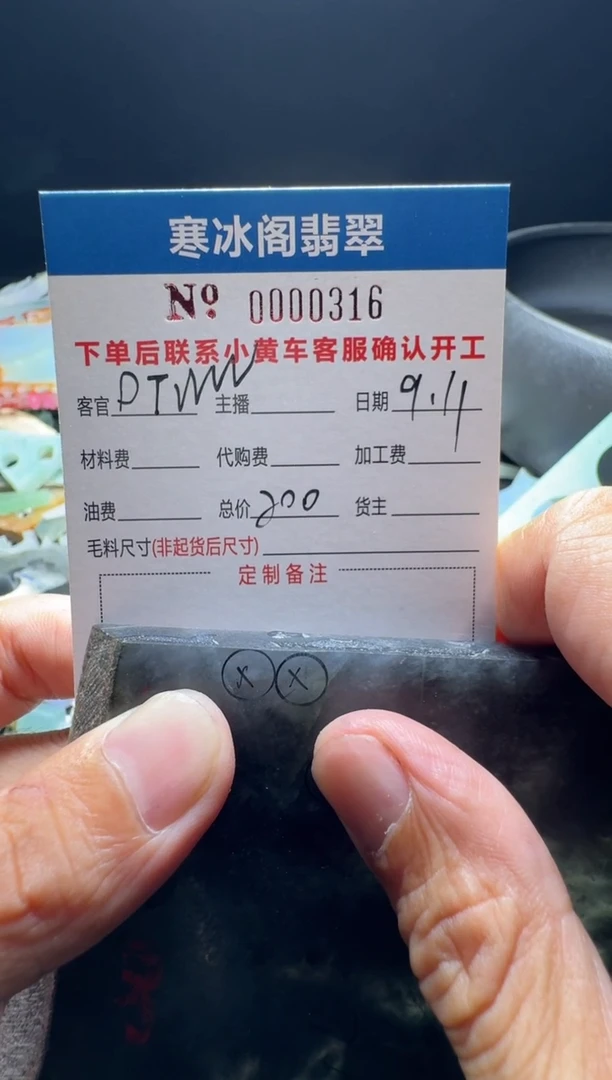 寒冰阁翡翠
Nº 0000316
下单后联系小黄车客服确认开工
客官 PTWW 主播 日期 9.11
材料费 代购费 加工费
油费 总价 200 货主
毛料尺寸(非起货后尺寸)
定制备注
x x